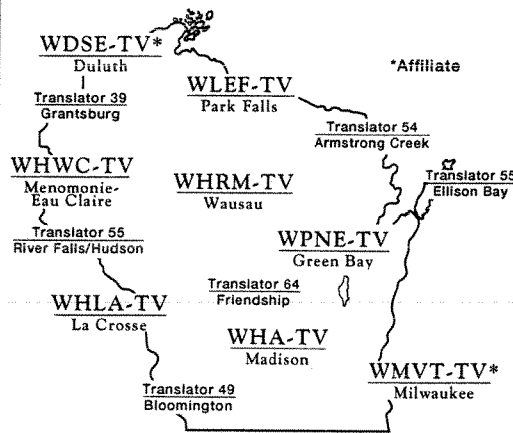 WDSE-TV*
Duluth
*Affiliate
WLEF-TV
Park Falls
Translator 39
Grantsburg
Translator 54
Armstrong Creek
WHWC-TV
Menomonie-
Eau Claire
WHRM-TV
Wausau
Translator 55
Ellison Bay
Translator 55
River Falls/Hudson
WPNE-TV
Green Bay
Translator 64
Friendship
WHLA-TV
La Crosse
WHA-TV
Madison
WMVT-TV*
Milwaukee
Translator 49
Bloomington